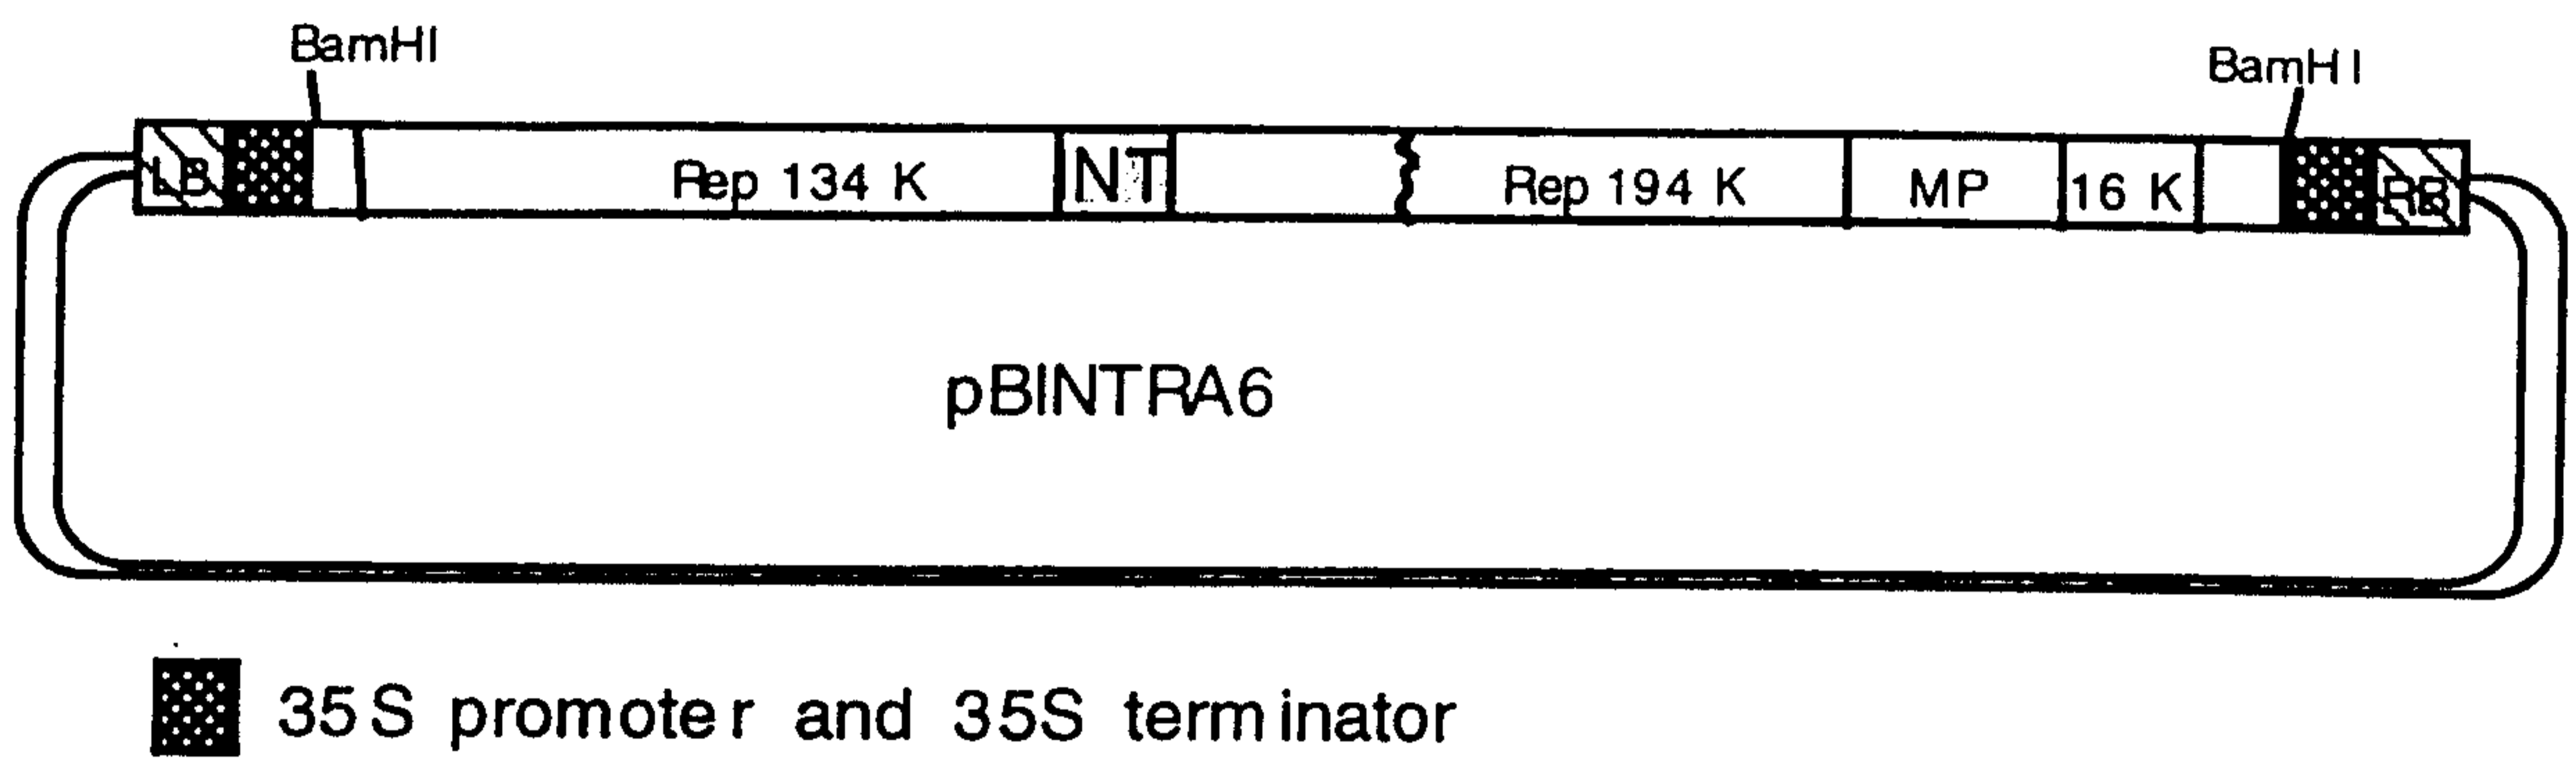 BamHI
BamHI
LB Rep 134 K NT Rep 194 K MP 16 K RB
pBINTRA6
35S promoter and 35S terminator